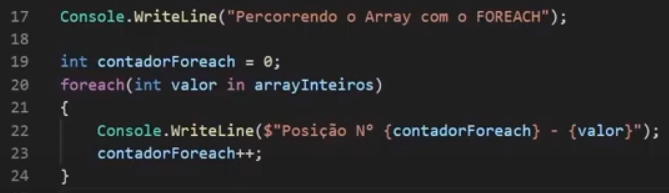 17 Console.WriteLine("Percorrendo o Array com o FOREACH");
18
19 int contadorForeach = 0;
20 foreach(int valor in arrayInteiros)
21 {
22 Console.WriteLine($"Posição N° {contadorForeach} - {valor}");
23 contadorForeach++;
24 }